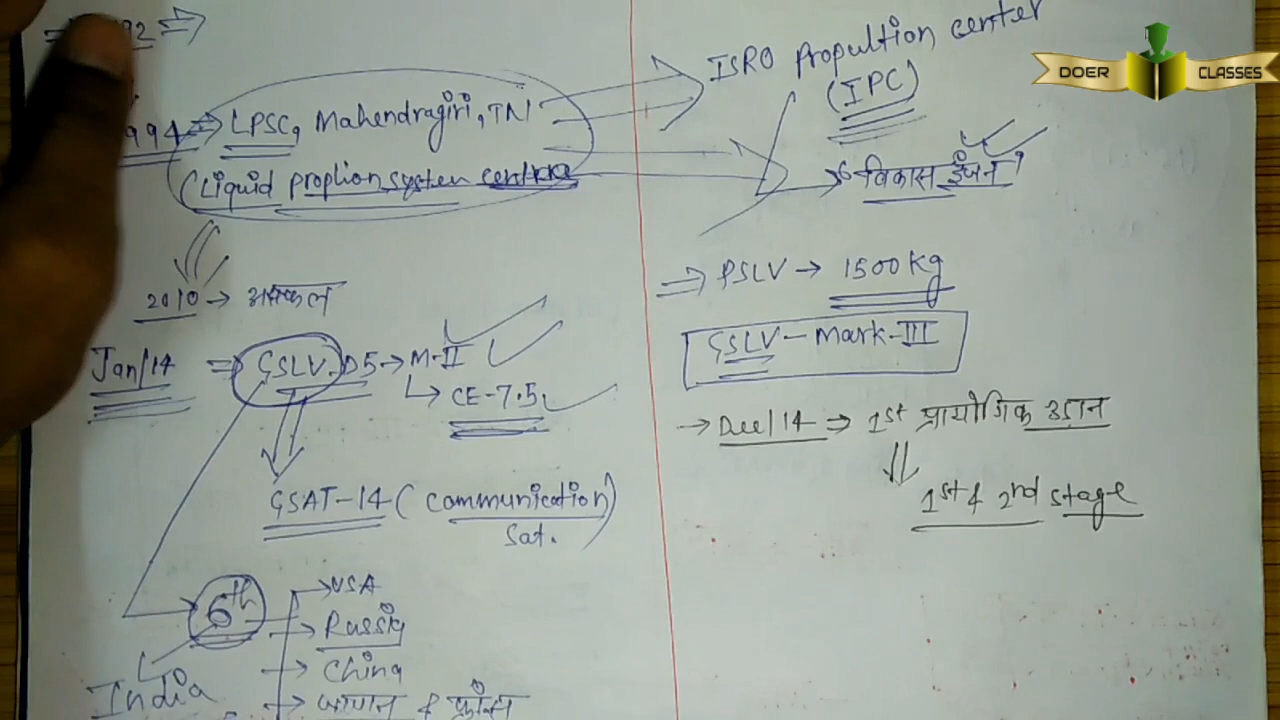 92 ⇒
994 ⇒ LPSC, Mahendragiri, TN
(Liquid proplion system centre
2010 → असफल
Jan/14 ⇒ GSLV. D5 → M-II
↳ CE-7.5
GSAT-14 (Communication)
Sat.
6th
India
→ USA
→ Russia
→ China
→ जापान & फ्रांस
ISRO Propultion center
(IPC)
→ "विकास इंजन"
⇒ PSLV → 1500 Kg
GSLV - Mark-III
→ Dec/14 ⇒ 1st प्रायोगिक उड़ान
1st & 2nd stage
DOER CLASSES